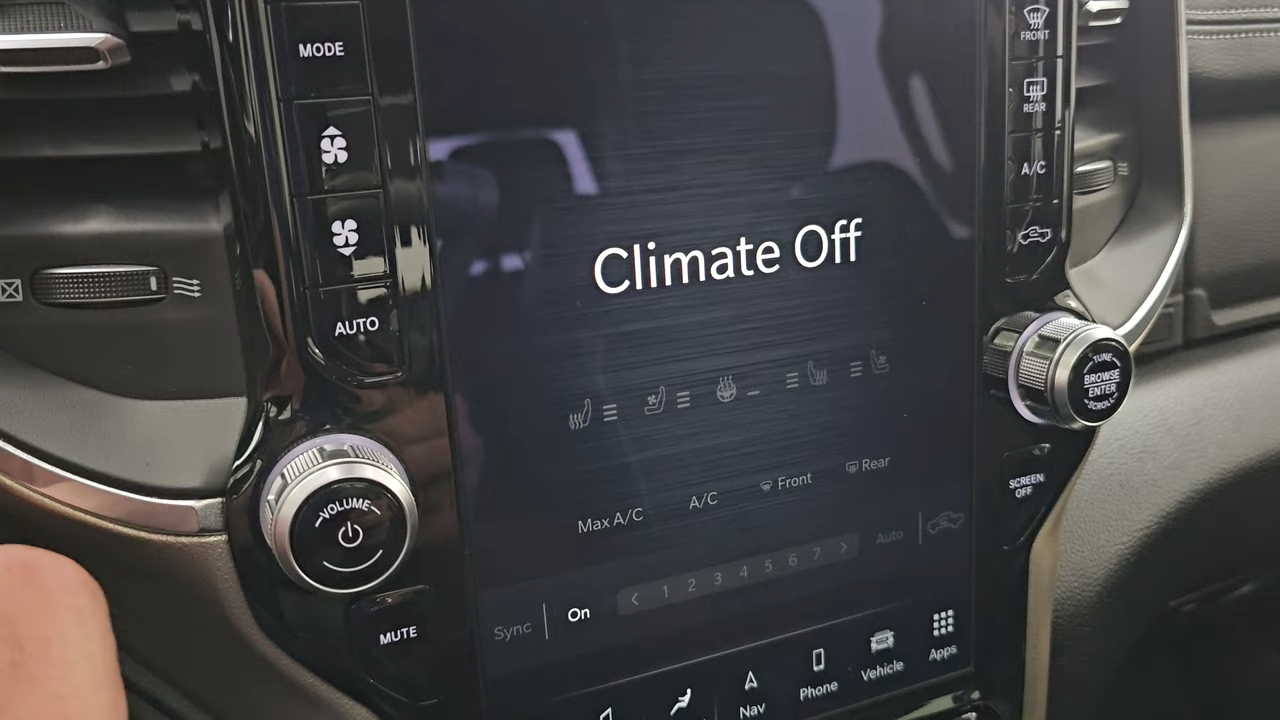 MODE
AUTO
VOLUME
MUTE
Climate Off
Max A/C
A/C
Front
Rear
Sync
On
< 1 2 3 4 5 6 7 >
Auto
Nav
Phone
Vehicle
Apps
FRONT
REAR
A/C
TUNE
BROWSE
ENTER
SCROLL
SCREEN
OFF